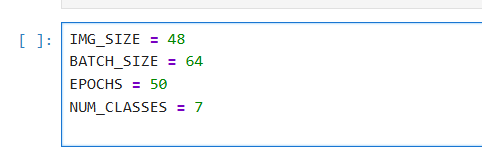 [ ]:
IMG_SIZE = 48
BATCH_SIZE = 64
EPOCHS = 50
NUM_CLASSES = 7